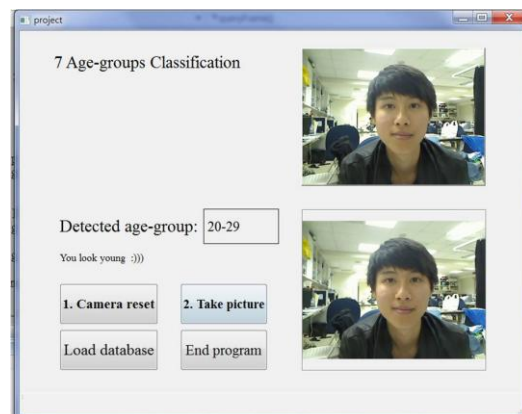 project
7 Age-groups Classification
Detected age-group: 20-29
You look young :)))
1. Camera reset
2. Take picture
Load database
End program